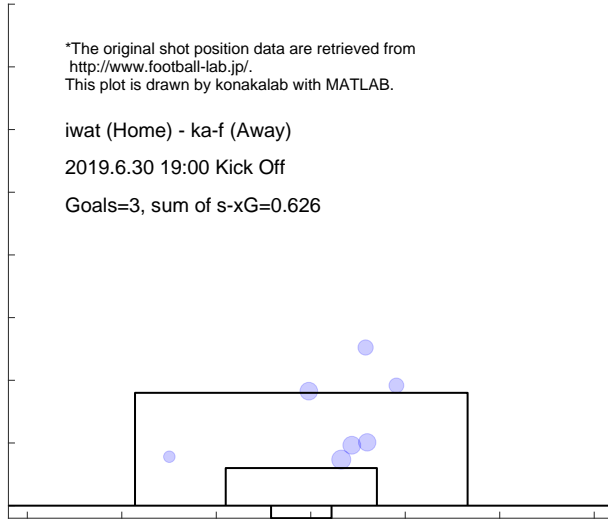 *The original shot position data are retrieved from
http://www.football-lab.jp/.
This plot is drawn by konakalab with MATLAB.
iwat (Home) - ka-f (Away)
2019.6.30 19:00 Kick Off
Goals=3, sum of s-xG=0.626